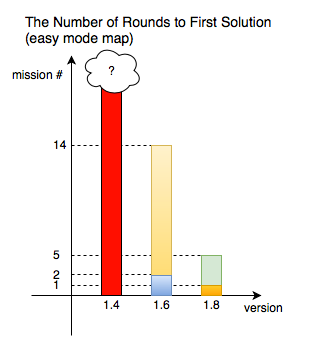 The Number of Rounds to First Solution
(easy mode map)
mission #
?
14
5
2
1
1.4 1.6 1.8 version